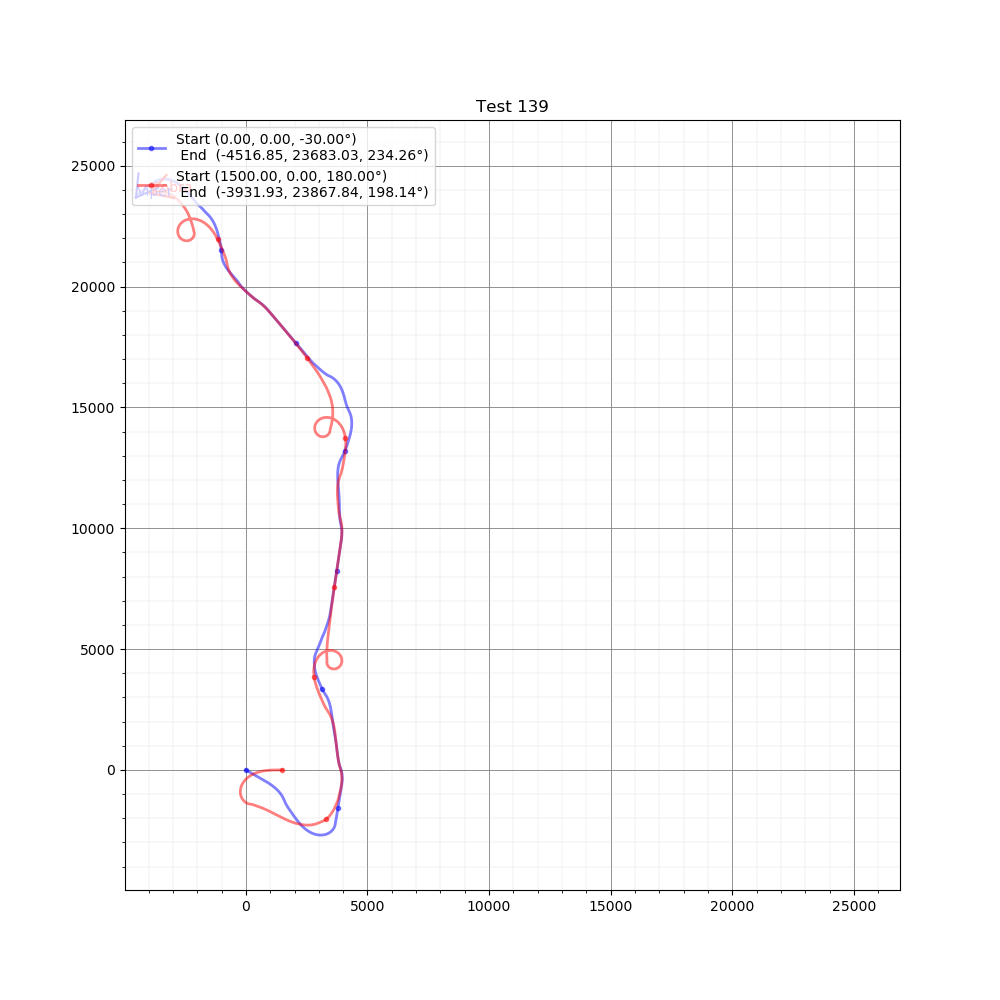 Test 139
Start (0.00, 0.00, -30.00°)
End (-4516.85, 23683.03, 234.26°)
Start (1500.00, 0.00, 180.00°)
End (-3931.93, 23867.84, 198.14°)
25000
20000
15000
10000
5000
0
0 5000 10000 15000 20000 25000